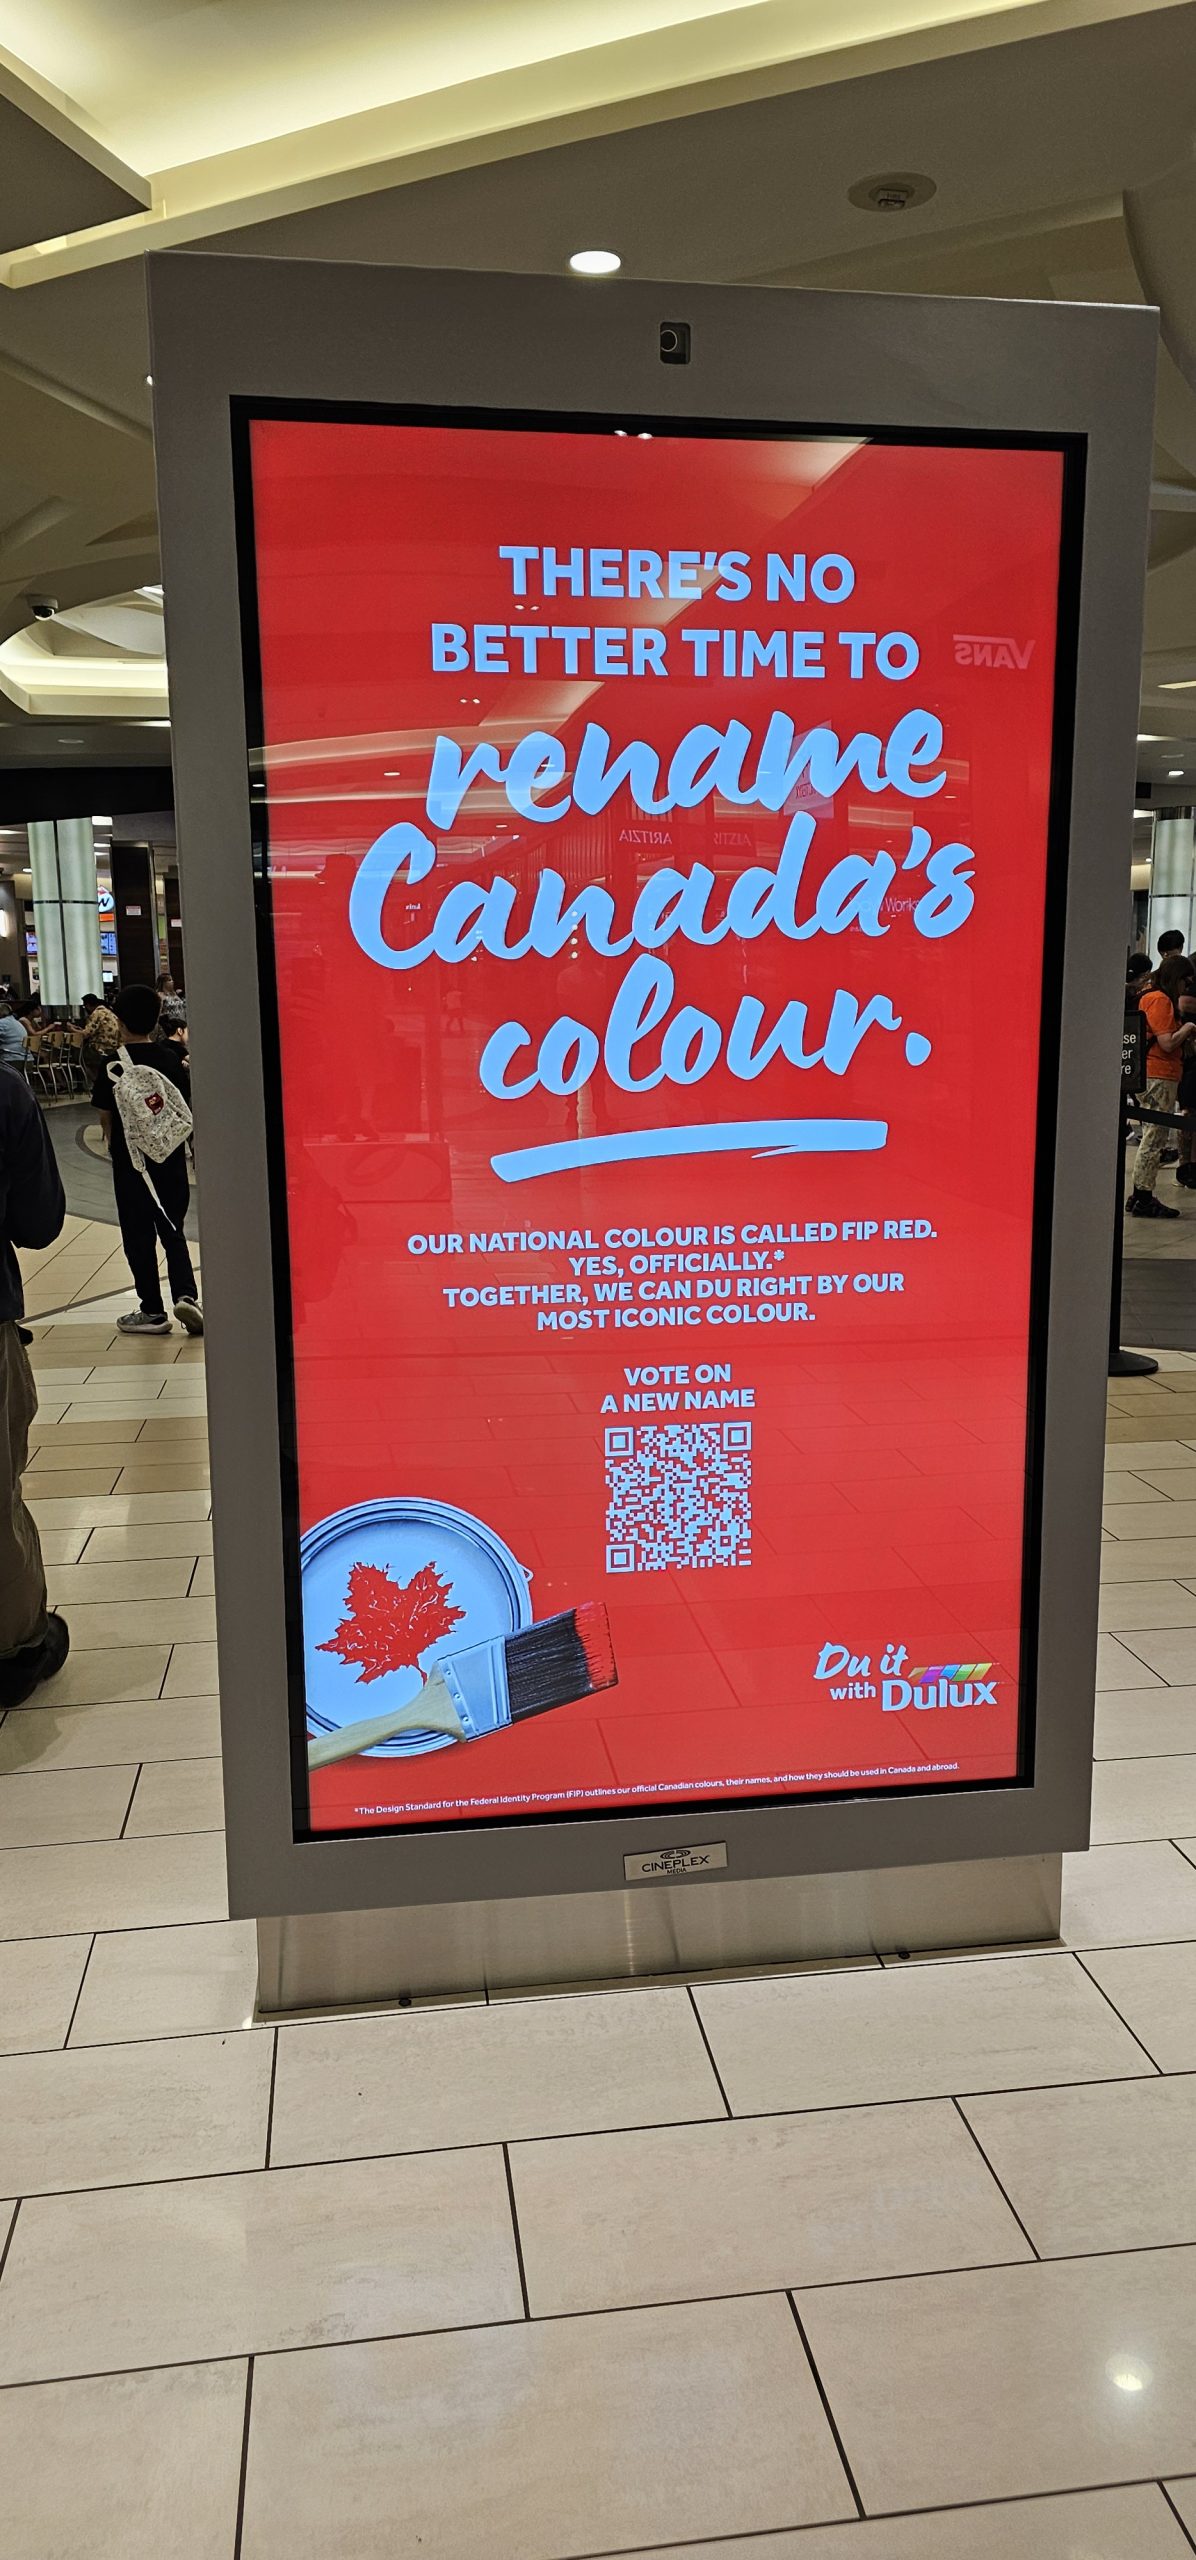 THERE'S NO
BETTER TIME TO
rename
Canada's
colour.
VANS
ARITZIA
Works
OUR NATIONAL COLOUR IS CALLED FIP RED.
YES, OFFICIALLY.*
TOGETHER, WE CAN DU RIGHT BY OUR
MOST ICONIC COLOUR.
VOTE ON
A NEW NAME
Du it
with Dulux
*The Design Standard for the Federal Identity Program (FIP) outlines our official Canadian colours, their names, and how they should be used in Canada and abroad.
CINEPLEX
MEDIA